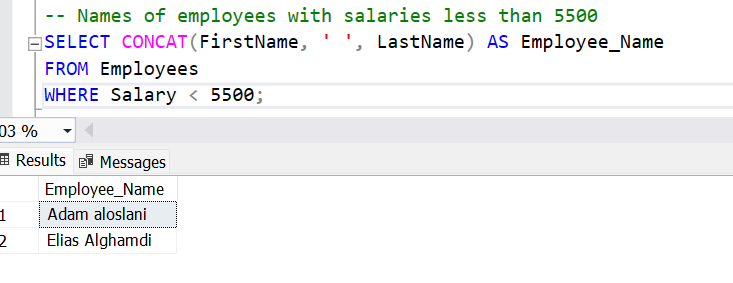 -- Names of employees with salaries less than 5500
SELECT CONCAT(FirstName, ' ', LastName) AS Employee_Name
FROM Employees
WHERE Salary < 5500;
03 %
Results Messages
Employee_Name
1 Adam aloslani
2 Elias Alghamdi